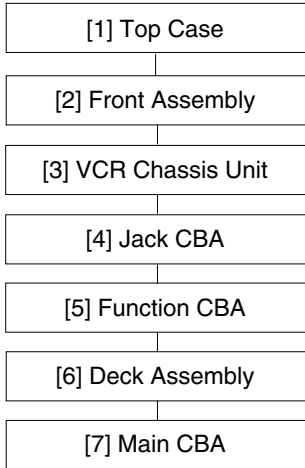 [1] Top Case
[2] Front Assembly
[3] VCR Chassis Unit
[4] Jack CBA
[5] Function CBA
[6] Deck Assembly
[7] Main CBA